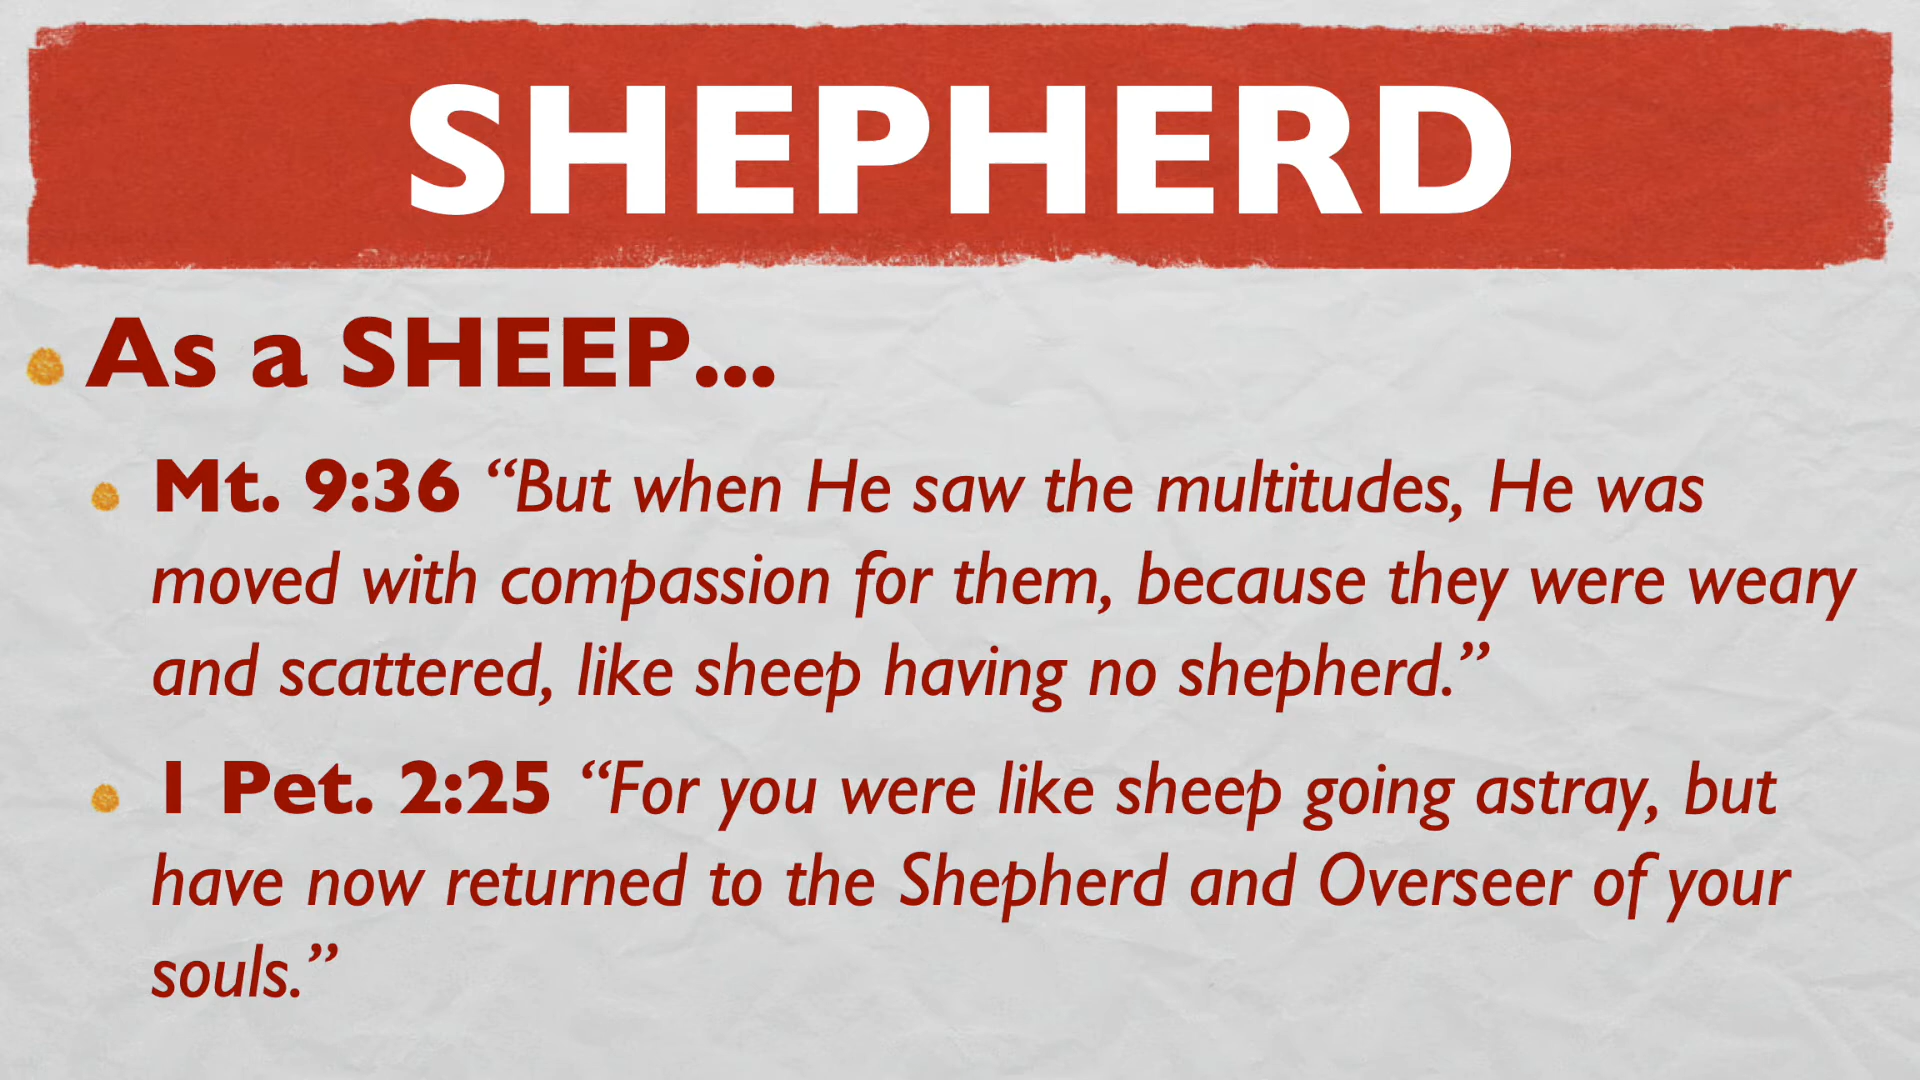 SHEPHERD
As a SHEEP...
Mt. 9:36 “But when He saw the multitudes, He was
moved with compassion for them, because they were weary
and scattered, like sheep having no shepherd.”
1 Pet. 2:25 “For you were like sheep going astray, but
have now returned to the Shepherd and Overseer of your
souls.”